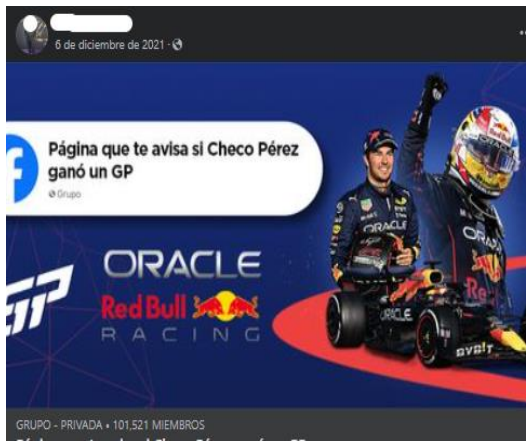 6 de diciembre de 2021 ·
Página que te avisa si Checo Pérez
ganó un GP
Grupo
ORACLE
Red Bull
RACING
ORACLE
BYBIT
GRUPO - PRIVADA • 101,521 MIEMBROS